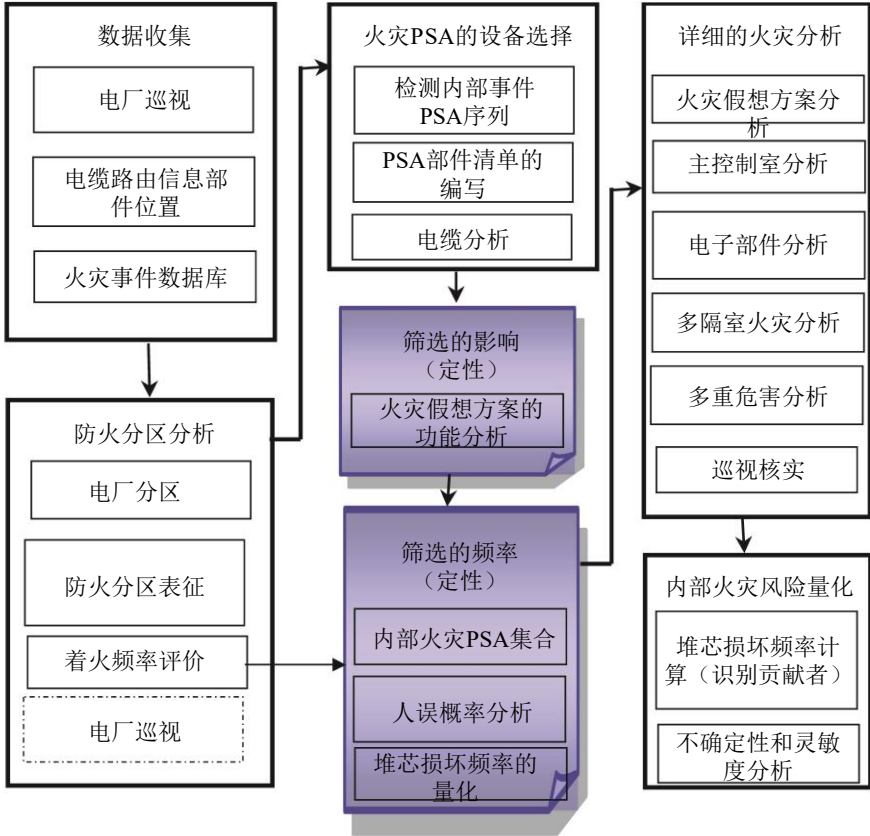 数据收集
电厂巡视
电缆路由信息部
件位置
火灾事件数据库
防火分区分析
电厂分区
防火分区表征
着火频率评价
电厂巡视
火灾PSA的设备选择
检测内部事件
PSA序列
PSA部件清单的
编写
电缆分析
筛选的影响
（定性）
火灾假想方案的
功能分析
筛选的频率
（定性）
内部火灾PSA集合
人误概率分析
堆芯损坏频率的
量化
详细的火灾分析
火灾假想方案分
析
主控制室分析
电子部件分析
多隔室火灾分析
多重危害分析
巡视核实
内部火灾风险量化
堆芯损坏频率计
算（识别贡献者）
不确定性和灵敏
度分析